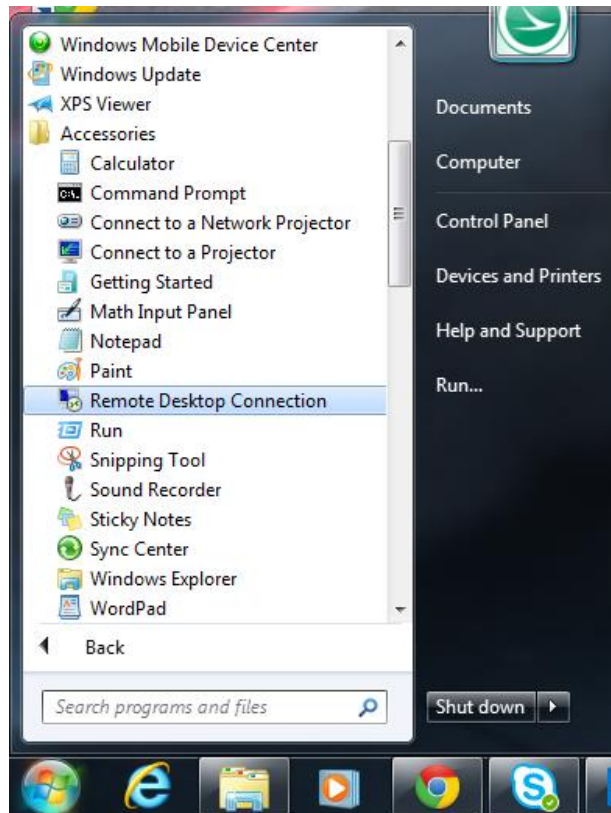 Windows Mobile Device Center
Windows Update
XPS Viewer
Accessories
Calculator
Command Prompt
Connect to a Network Projector
Connect to a Projector
Getting Started
Math Input Panel
Notepad
Paint
Remote Desktop Connection
Run
Snipping Tool
Sound Recorder
Sticky Notes
Sync Center
Windows Explorer
WordPad
Back
Search programs and files
Documents
Computer
Control Panel
Devices and Printers
Help and Support
Run...
Shut down